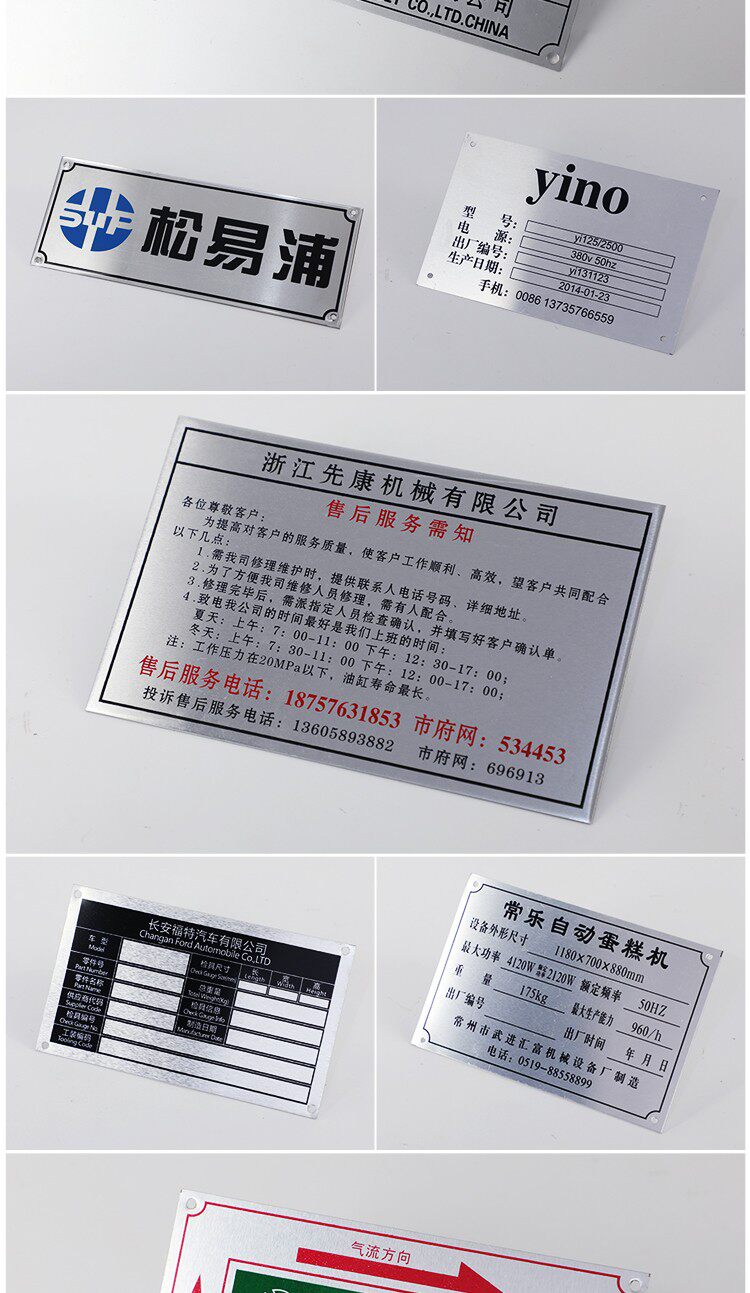 公司
CO.,LTD.CHINA
SYP 松易浦
yino
型 号: yi125/2500
电 源: 380v 50hz
出厂编号: yi131123
生产日期: 2014-01-23
手机: 0086 13735766559
浙江先康机械有限公司
售后服务需知
各位尊敬客户:
为提高对客户的服务质量, 使客户工作顺利、高效, 望客户共同配合
以下几点:
1.需我司修理维护时, 提供联系人电话号码、详细地址。
2.为了方便我司维修人员修理, 需有人配合。
3.修理完毕后, 需派指定人员检查确认, 并填写好客户确认单。
4.致电我公司的时间最好是我们上班的时间:
夏天: 上午: 7: 00-11: 00 下午: 12: 30-17: 00;
冬天: 上午: 7: 30-11: 00 下午: 12: 00-17: 00;
注: 工作压力在20MPa以下, 油缸寿命最长。
售后服务电话: 18757631853 市府网: 534453
投诉售后服务电话: 13605893882 市府网: 696913
长安福特汽车有限公司
Changan Ford Automobile Co.,LTD
车 型
Model
零件号
Part Number
零件名称
Part Name
供应商代码
Supplier Code
检具编号
Check Gauge No.
工装编码
Tooling Code
检具尺寸
Check Gauge Size(mm)
长
Length
宽
Width
高
Height
总重量
Total Weight(Kg)
检具信息
Check Gauge Info
制造日期
Manufacturer Date
常乐自动蛋糕机
设备外形尺寸 1180×700×880mm
最大功率 4120W 2120W 额定频率 50HZ
重 量 175kg 最大生产能力 960/h
出厂编号 出厂时间 年 月 日
常州市武进汇富机械设备厂制造
电话: 0519-88558899
气流方向